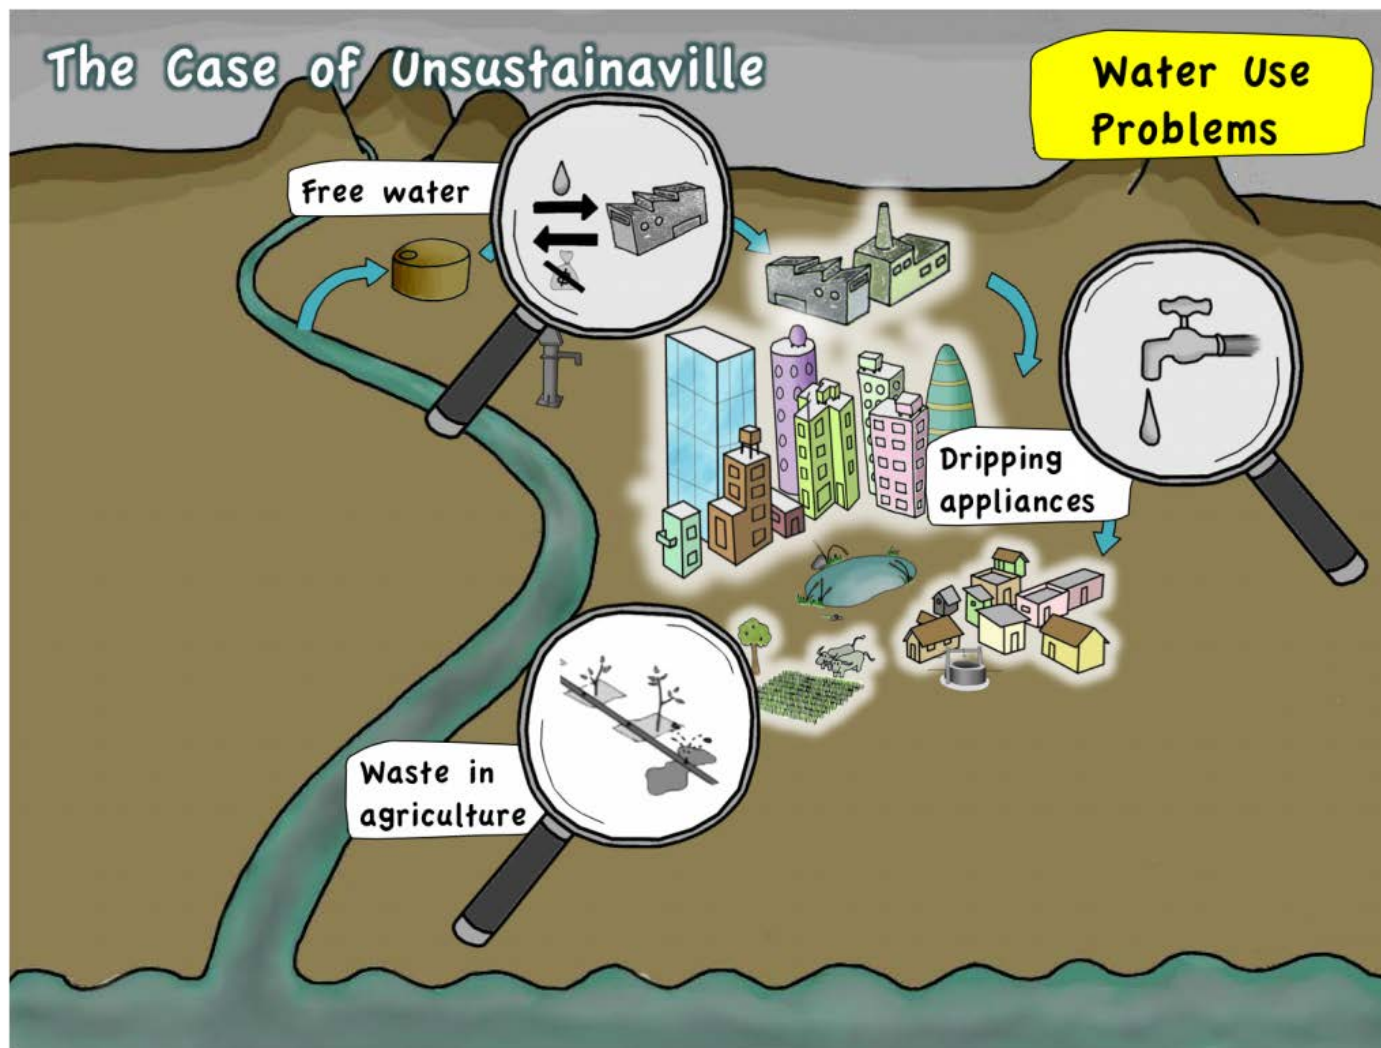 The Case of Unsustainaville
Water Use
Problems
Free water
Dripping
appliances
Waste in
agriculture